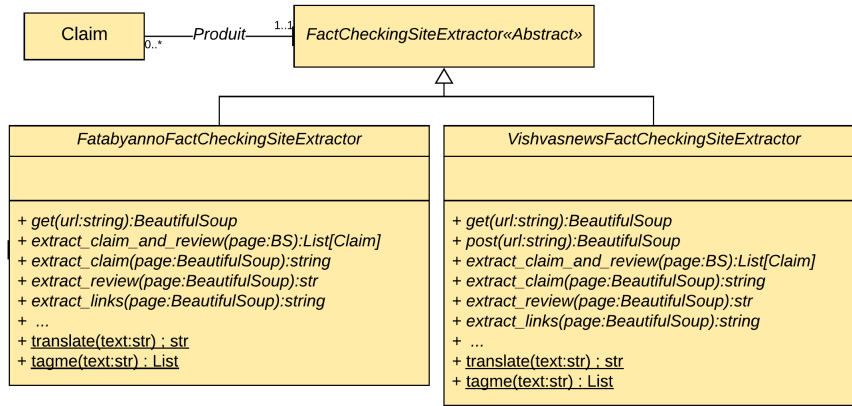 Claim
0..*
Produit
1..1
FactCheckingSiteExtractor«Abstract»
FatabyannoFactCheckingSiteExtractor
+ get(url:string):BeautifulSoup
+ extract_claim_and_review(page:BS):List[Claim]
+ extract_claim(page:BeautifulSoup):string
+ extract_review(page:BeautifulSoup):str
+ extract_links(page:BeautifulSoup):string
+ ...
+ translate(text:str) ; str
+ tagme(text:str) : List
VishvasnewsFactCheckingSiteExtractor
+ get(url:string):BeautifulSoup
+ post(url:string):BeautifulSoup
+ extract_claim_and_review(page:BS):List[Claim]
+ extract_claim(page:BeautifulSoup):string
+ extract_review(page:BeautifulSoup):str
+ extract_links(page:BeautifulSoup):string
+ ...
+ translate(text:str) ; str
+ tagme(text:str) : List